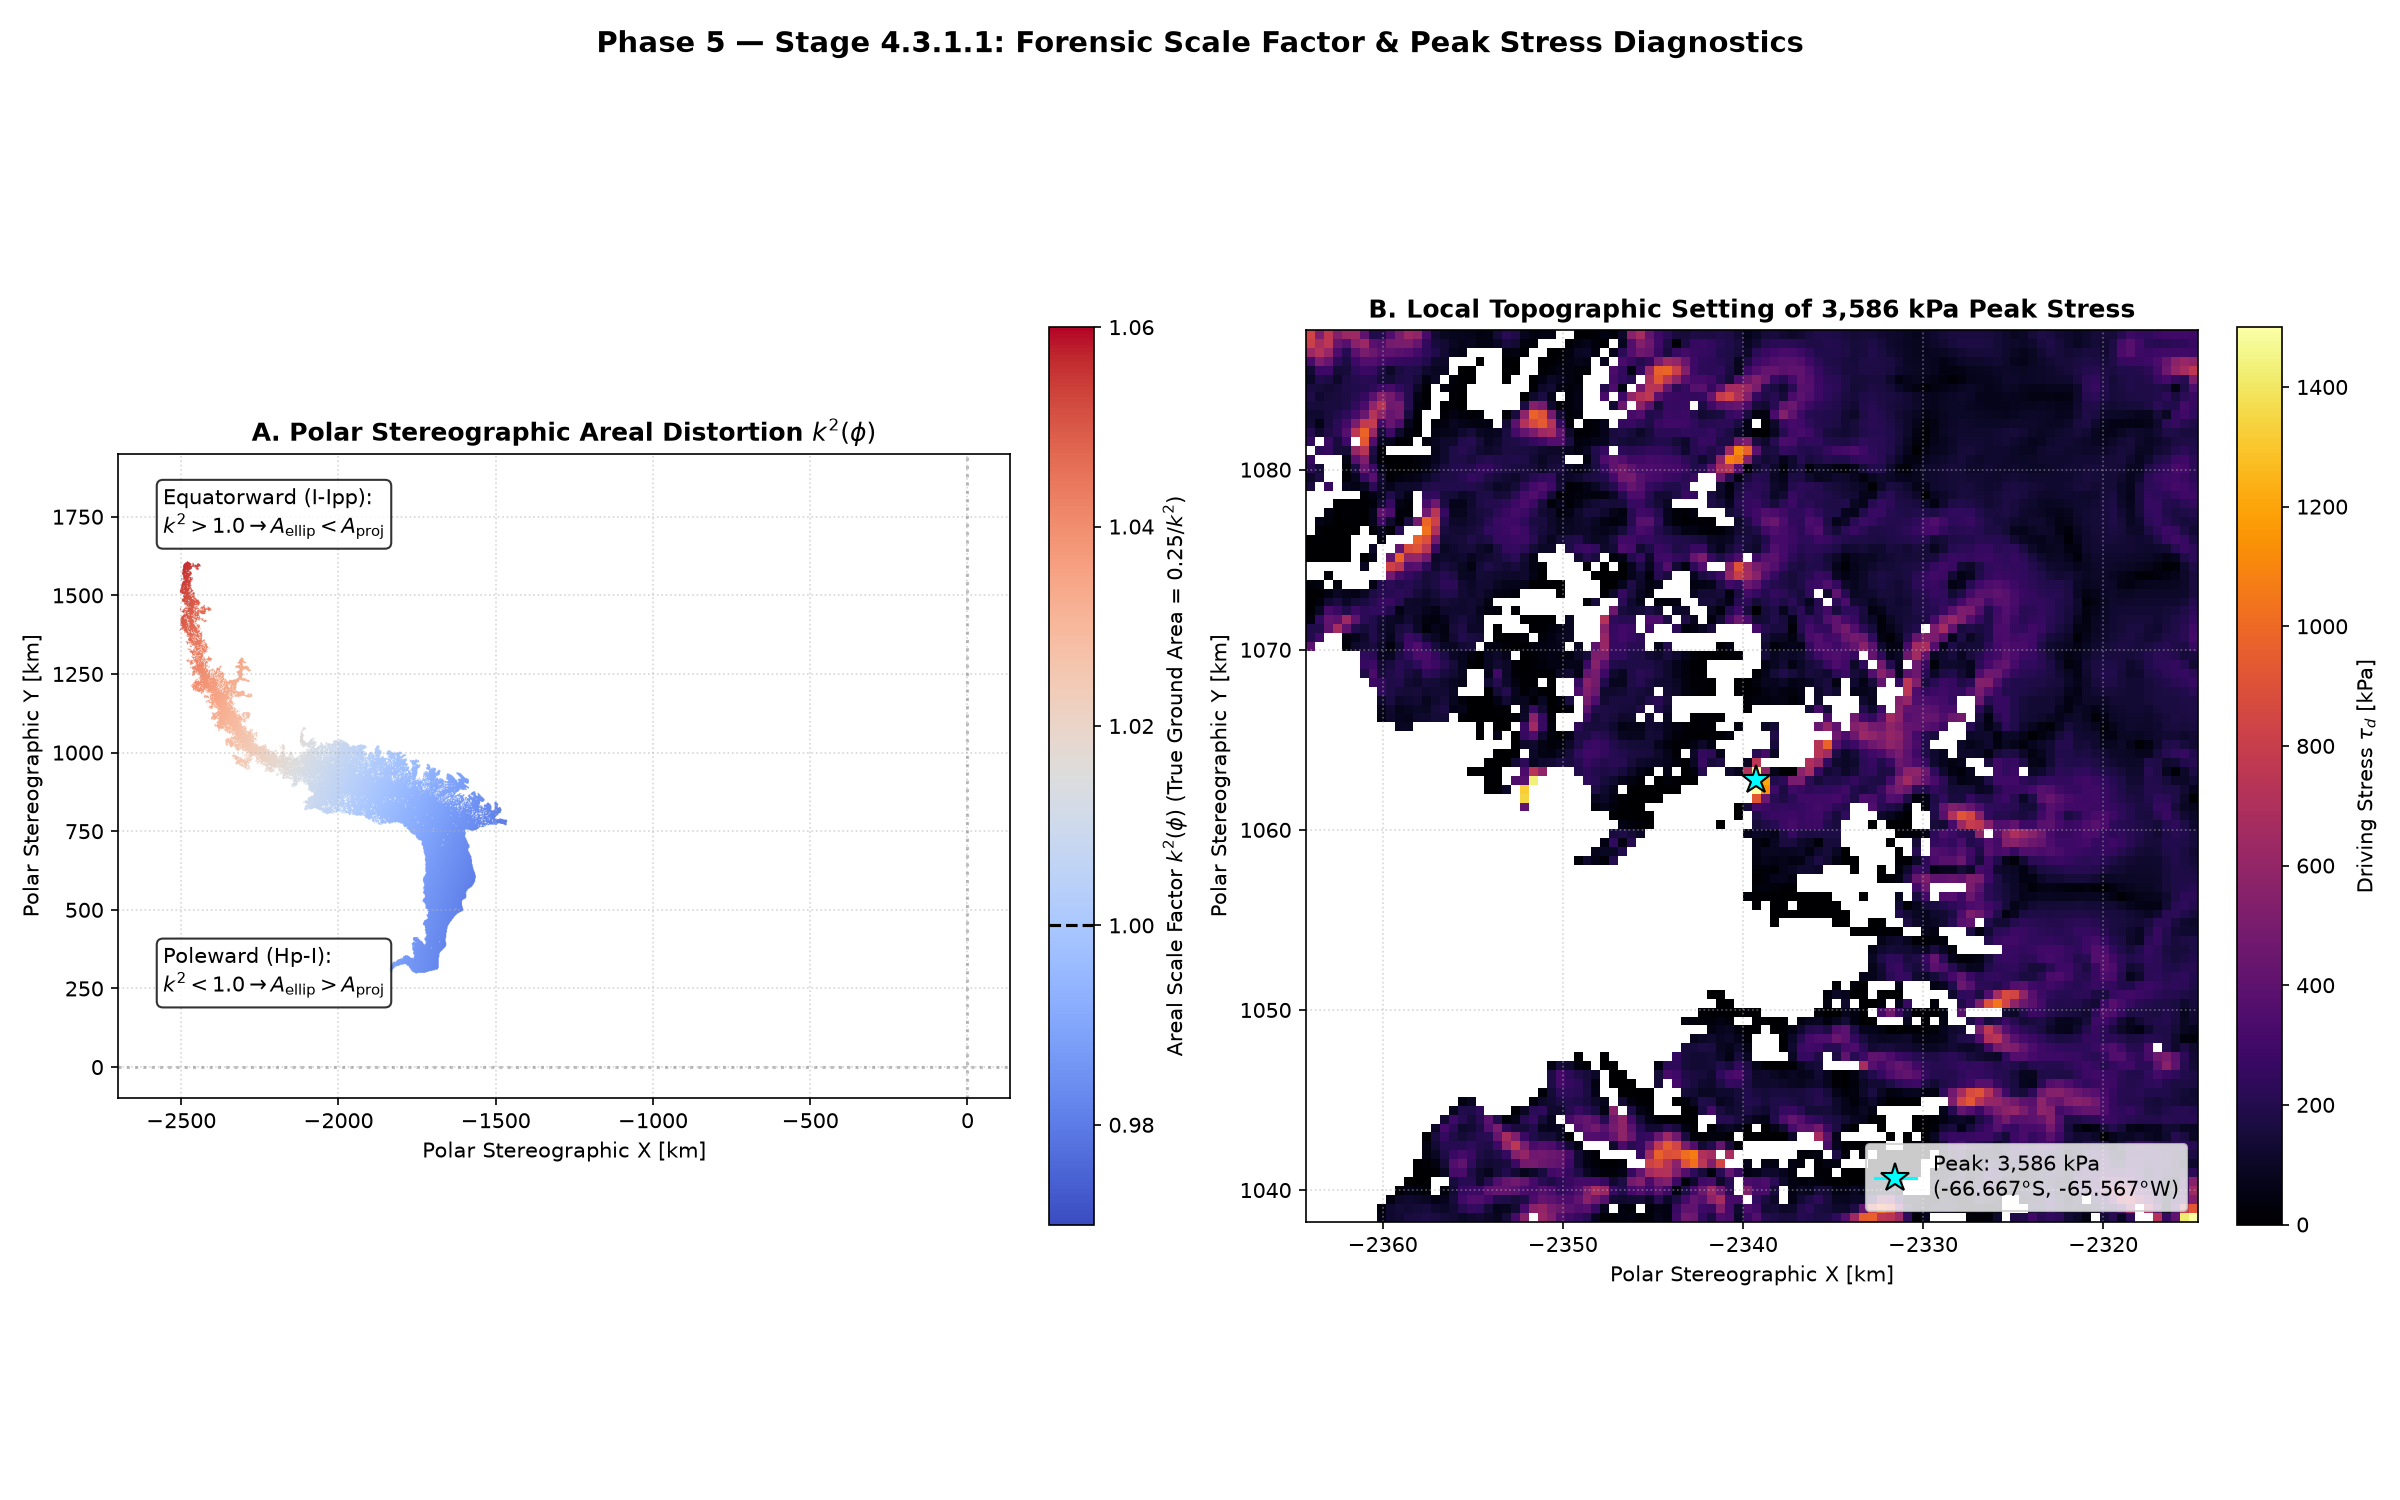 Phase 5 — Stage 4.3.1.1: Forensic Scale Factor & Peak Stress Diagnostics
A. Polar Stereographic Areal Distortion k²(ϕ)
Polar Stereographic Y [km]
1750
1500
1250
1000
750
500
250
0
Equatorward (I-Ipp):
k² > 1.0 → A_ellip < A_proj
Poleward (Hp-I):
k² < 1.0 → A_ellip > A_proj
−2500
−2000
−1500
−1000
−500
0
Polar Stereographic X [km]
1.06
1.04
1.02
1.00
0.98
Areal Scale Factor k²(ϕ) (True Ground Area = 0.25/k²)
B. Local Topographic Setting of 3,586 kPa Peak Stress
Polar Stereographic Y [km]
1080
1070
1060
1050
1040
Peak: 3,586 kPa
(-66.667°S, -65.567°W)
−2360
−2350
−2340
−2330
−2320
Polar Stereographic X [km]
1400
1200
1000
800
600
400
200
0
Driving Stress τ_d [kPa]